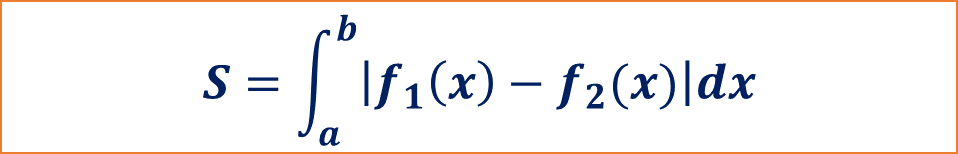 S = ∫_a^b |f₁(x) − f₂(x)|dx